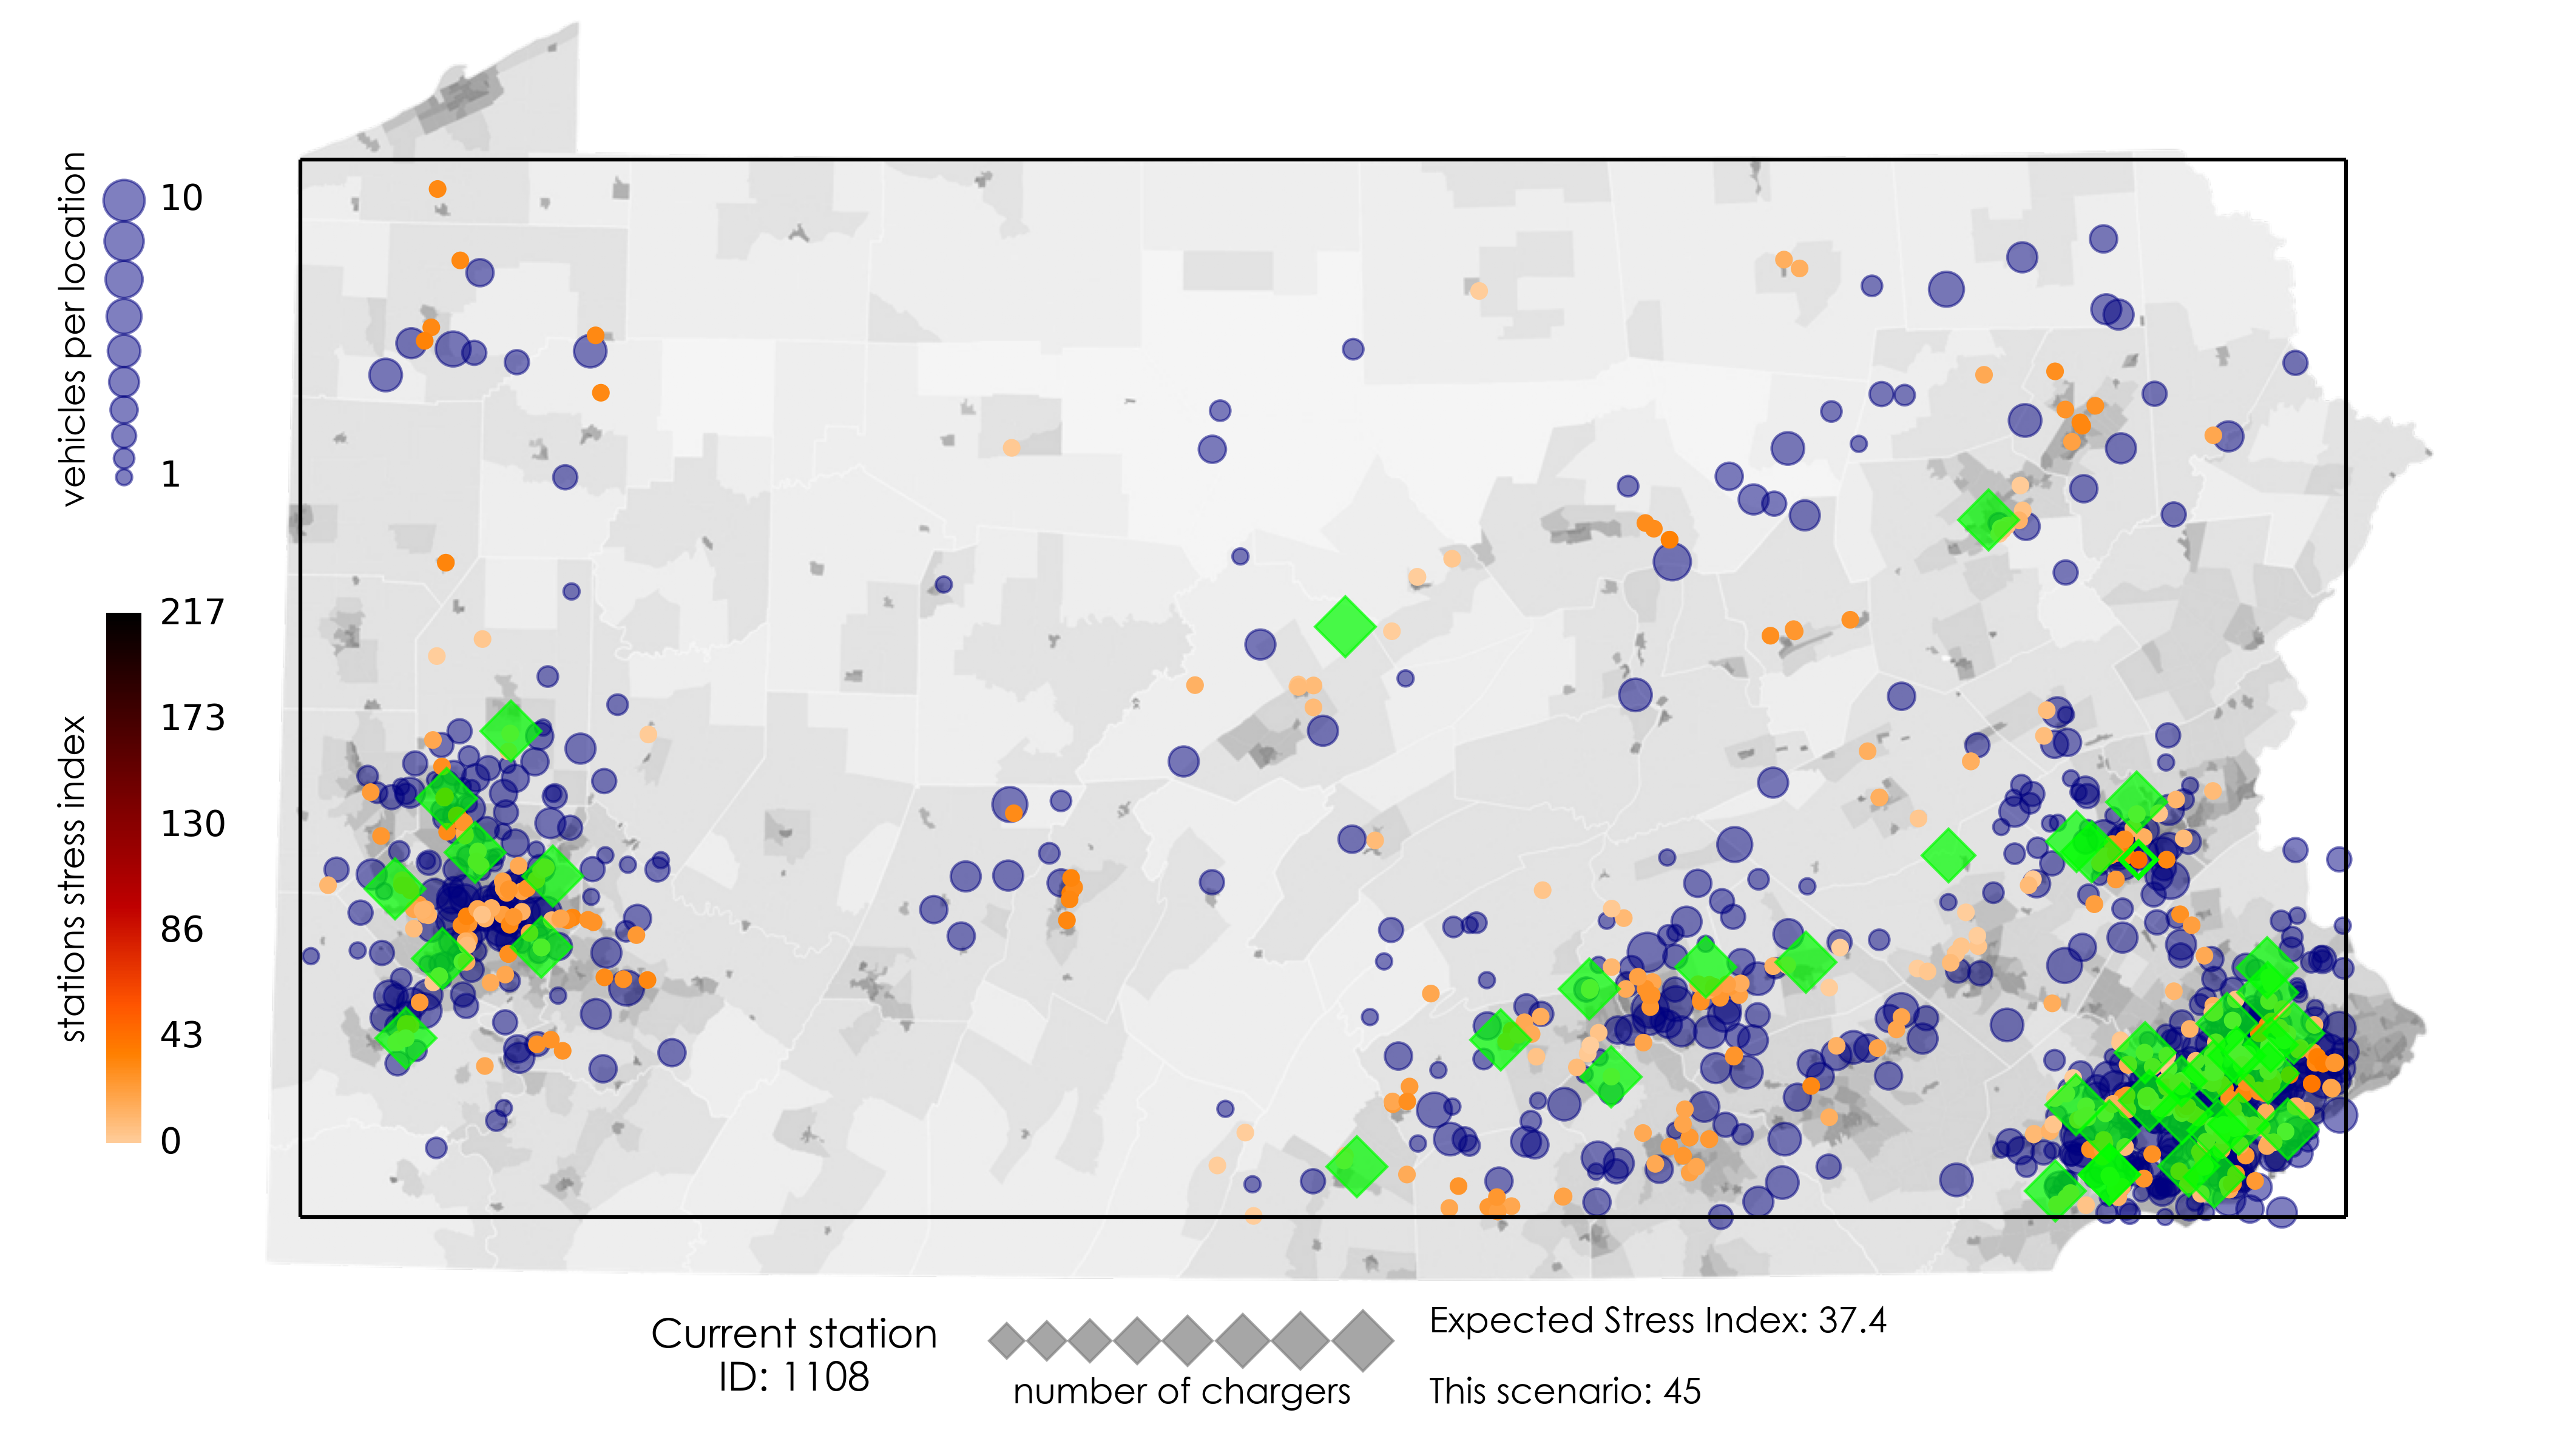 vehicles per location
10
1
stations stress index
217
173
130
86
43
0
Current station
ID: 1108
number of chargers
Expected Stress Index: 37.4
This scenario: 45